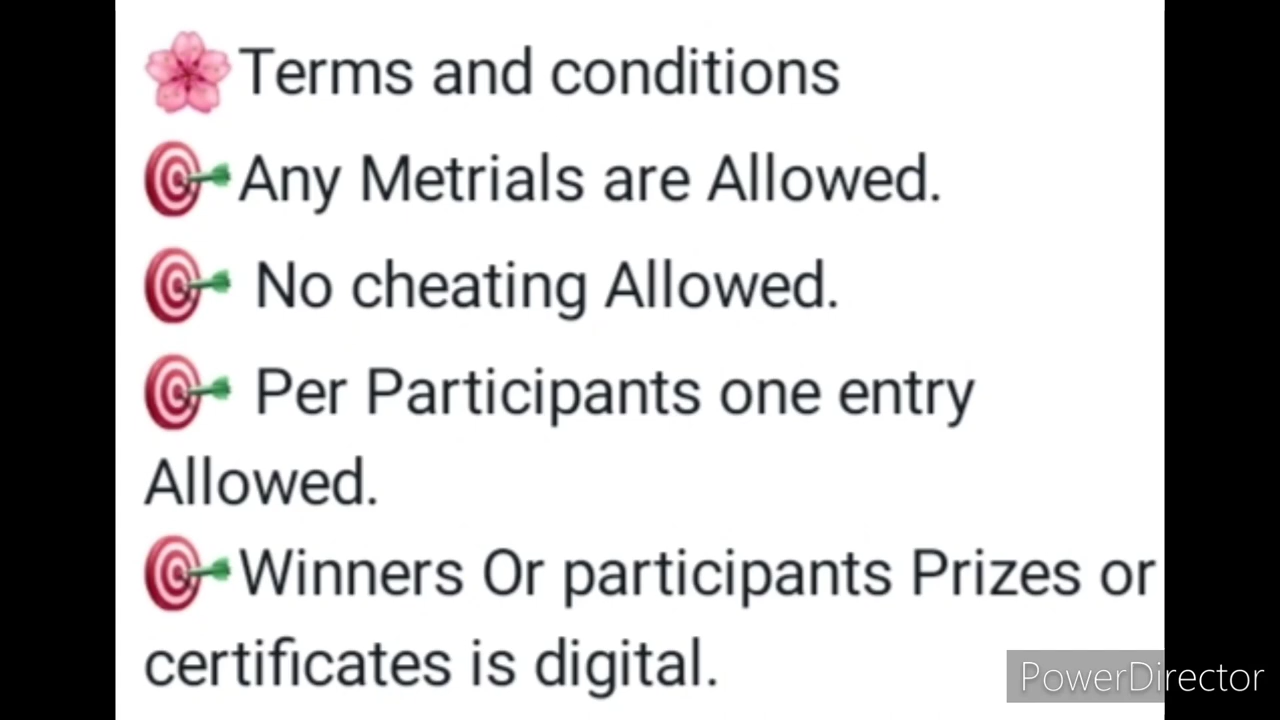 🌸Terms and conditions
🎯Any Metrials are Allowed.
🎯 No cheating Allowed.
🎯 Per Participants one entry
Allowed.
🎯Winners Or participants Prizes or
certificates is digital.
PowerDirector